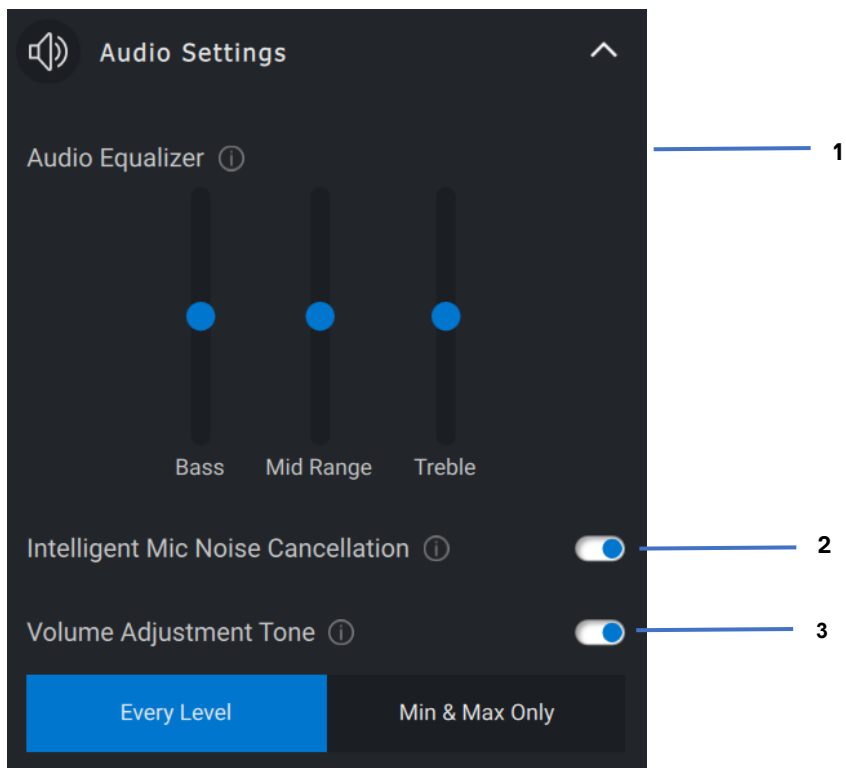 Audio Settings
Audio Equalizer
1
Bass Mid Range Treble
Intelligent Mic Noise Cancellation
2
Volume Adjustment Tone
3
Every Level Min & Max Only